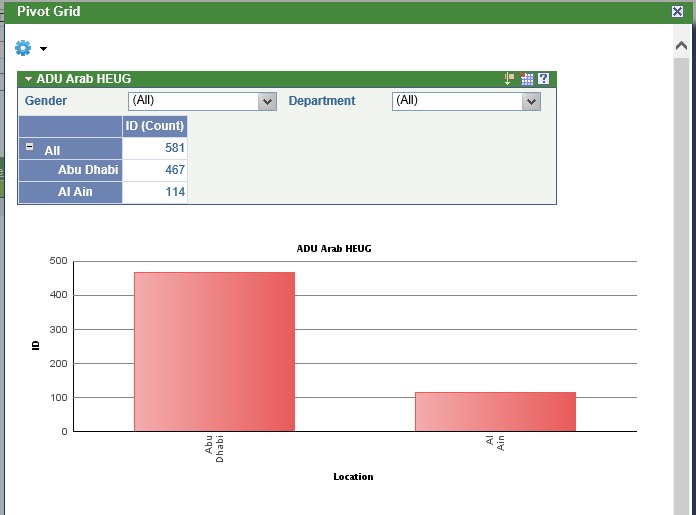 Pivot Grid
ADU Arab HEUG
Gender (All) Department (All)
ID (Count)
All 581
Abu Dhabi 467
Al Ain 114
ADU Arab HEUG
500
400
300
200
100
0
ID
Abu
Dhabi
Al
Ain
Location